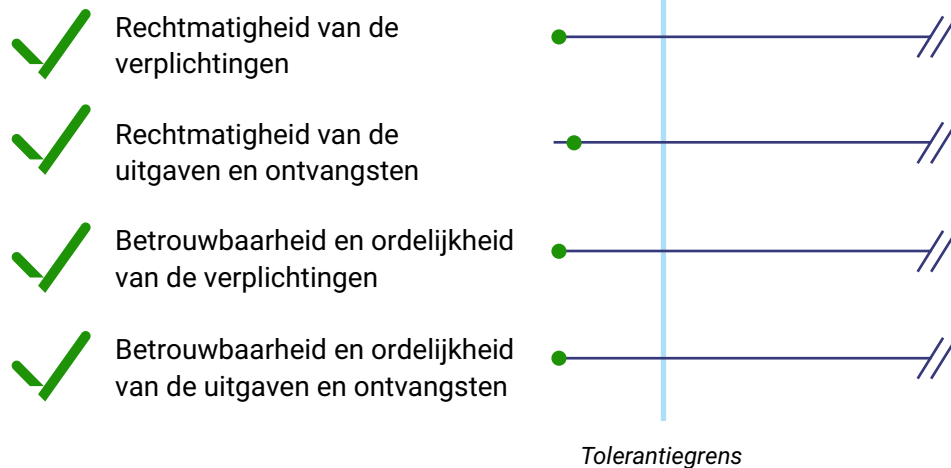 Rechtmatigheid van de
verplichtingen
Rechtmatigheid van de
uitgaven en ontvangsten
Betrouwbaarheid en ordelijkheid
van de verplichtingen
Betrouwbaarheid en ordelijkheid
van de uitgaven en ontvangsten
Tolerantiegrens